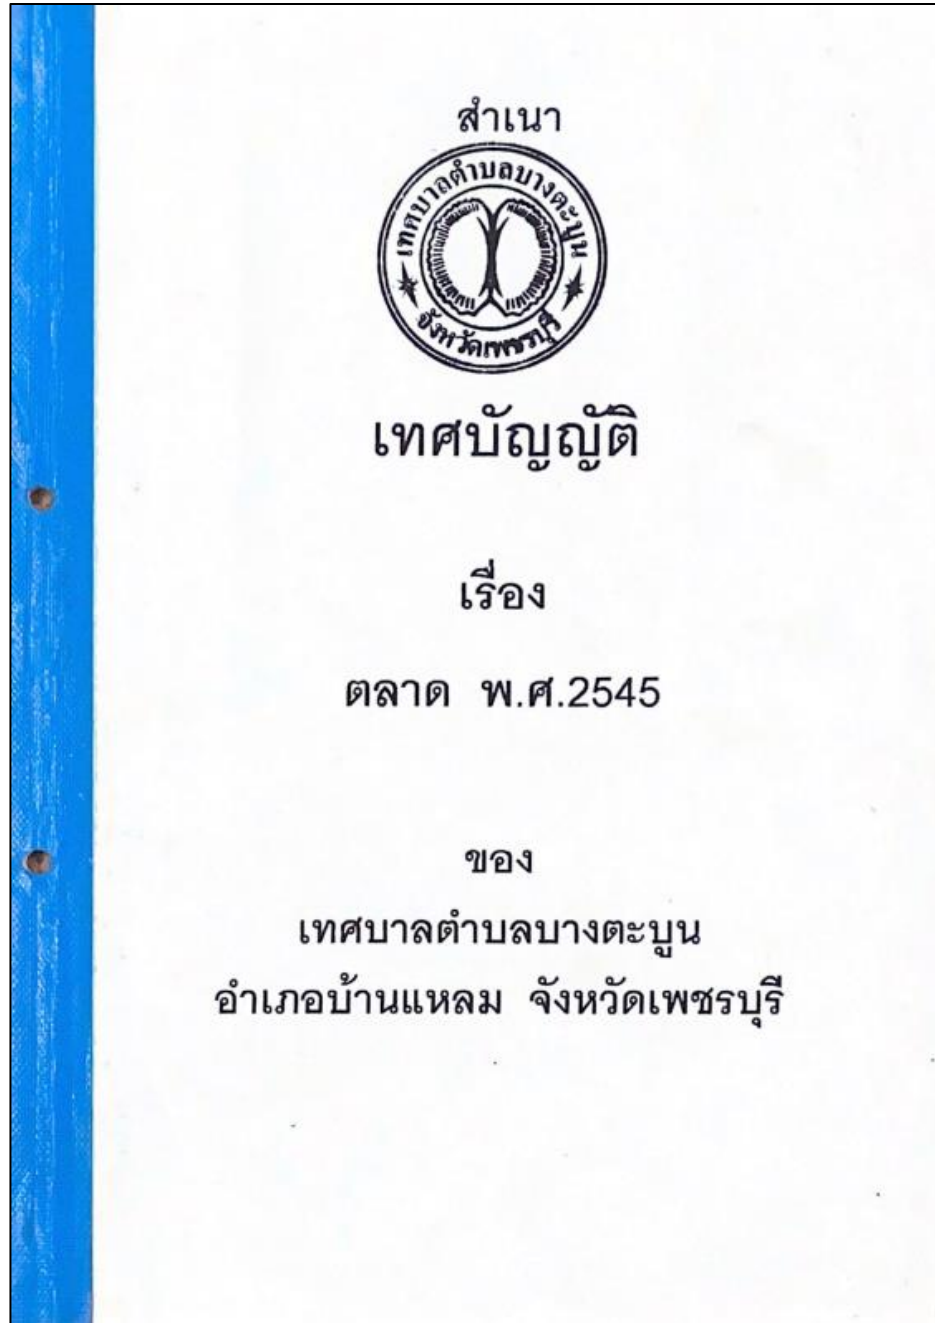 สำเนา
เทศบาลตำบลบางตะบูน
จังหวัดเพชรบุรี
เทศบัญญัติ
เรื่อง
ตลาด พ.ศ.2545
ของ
เทศบาลตำบลบางตะบูน
อำเภอบ้านแหลม จังหวัดเพชรบุรี